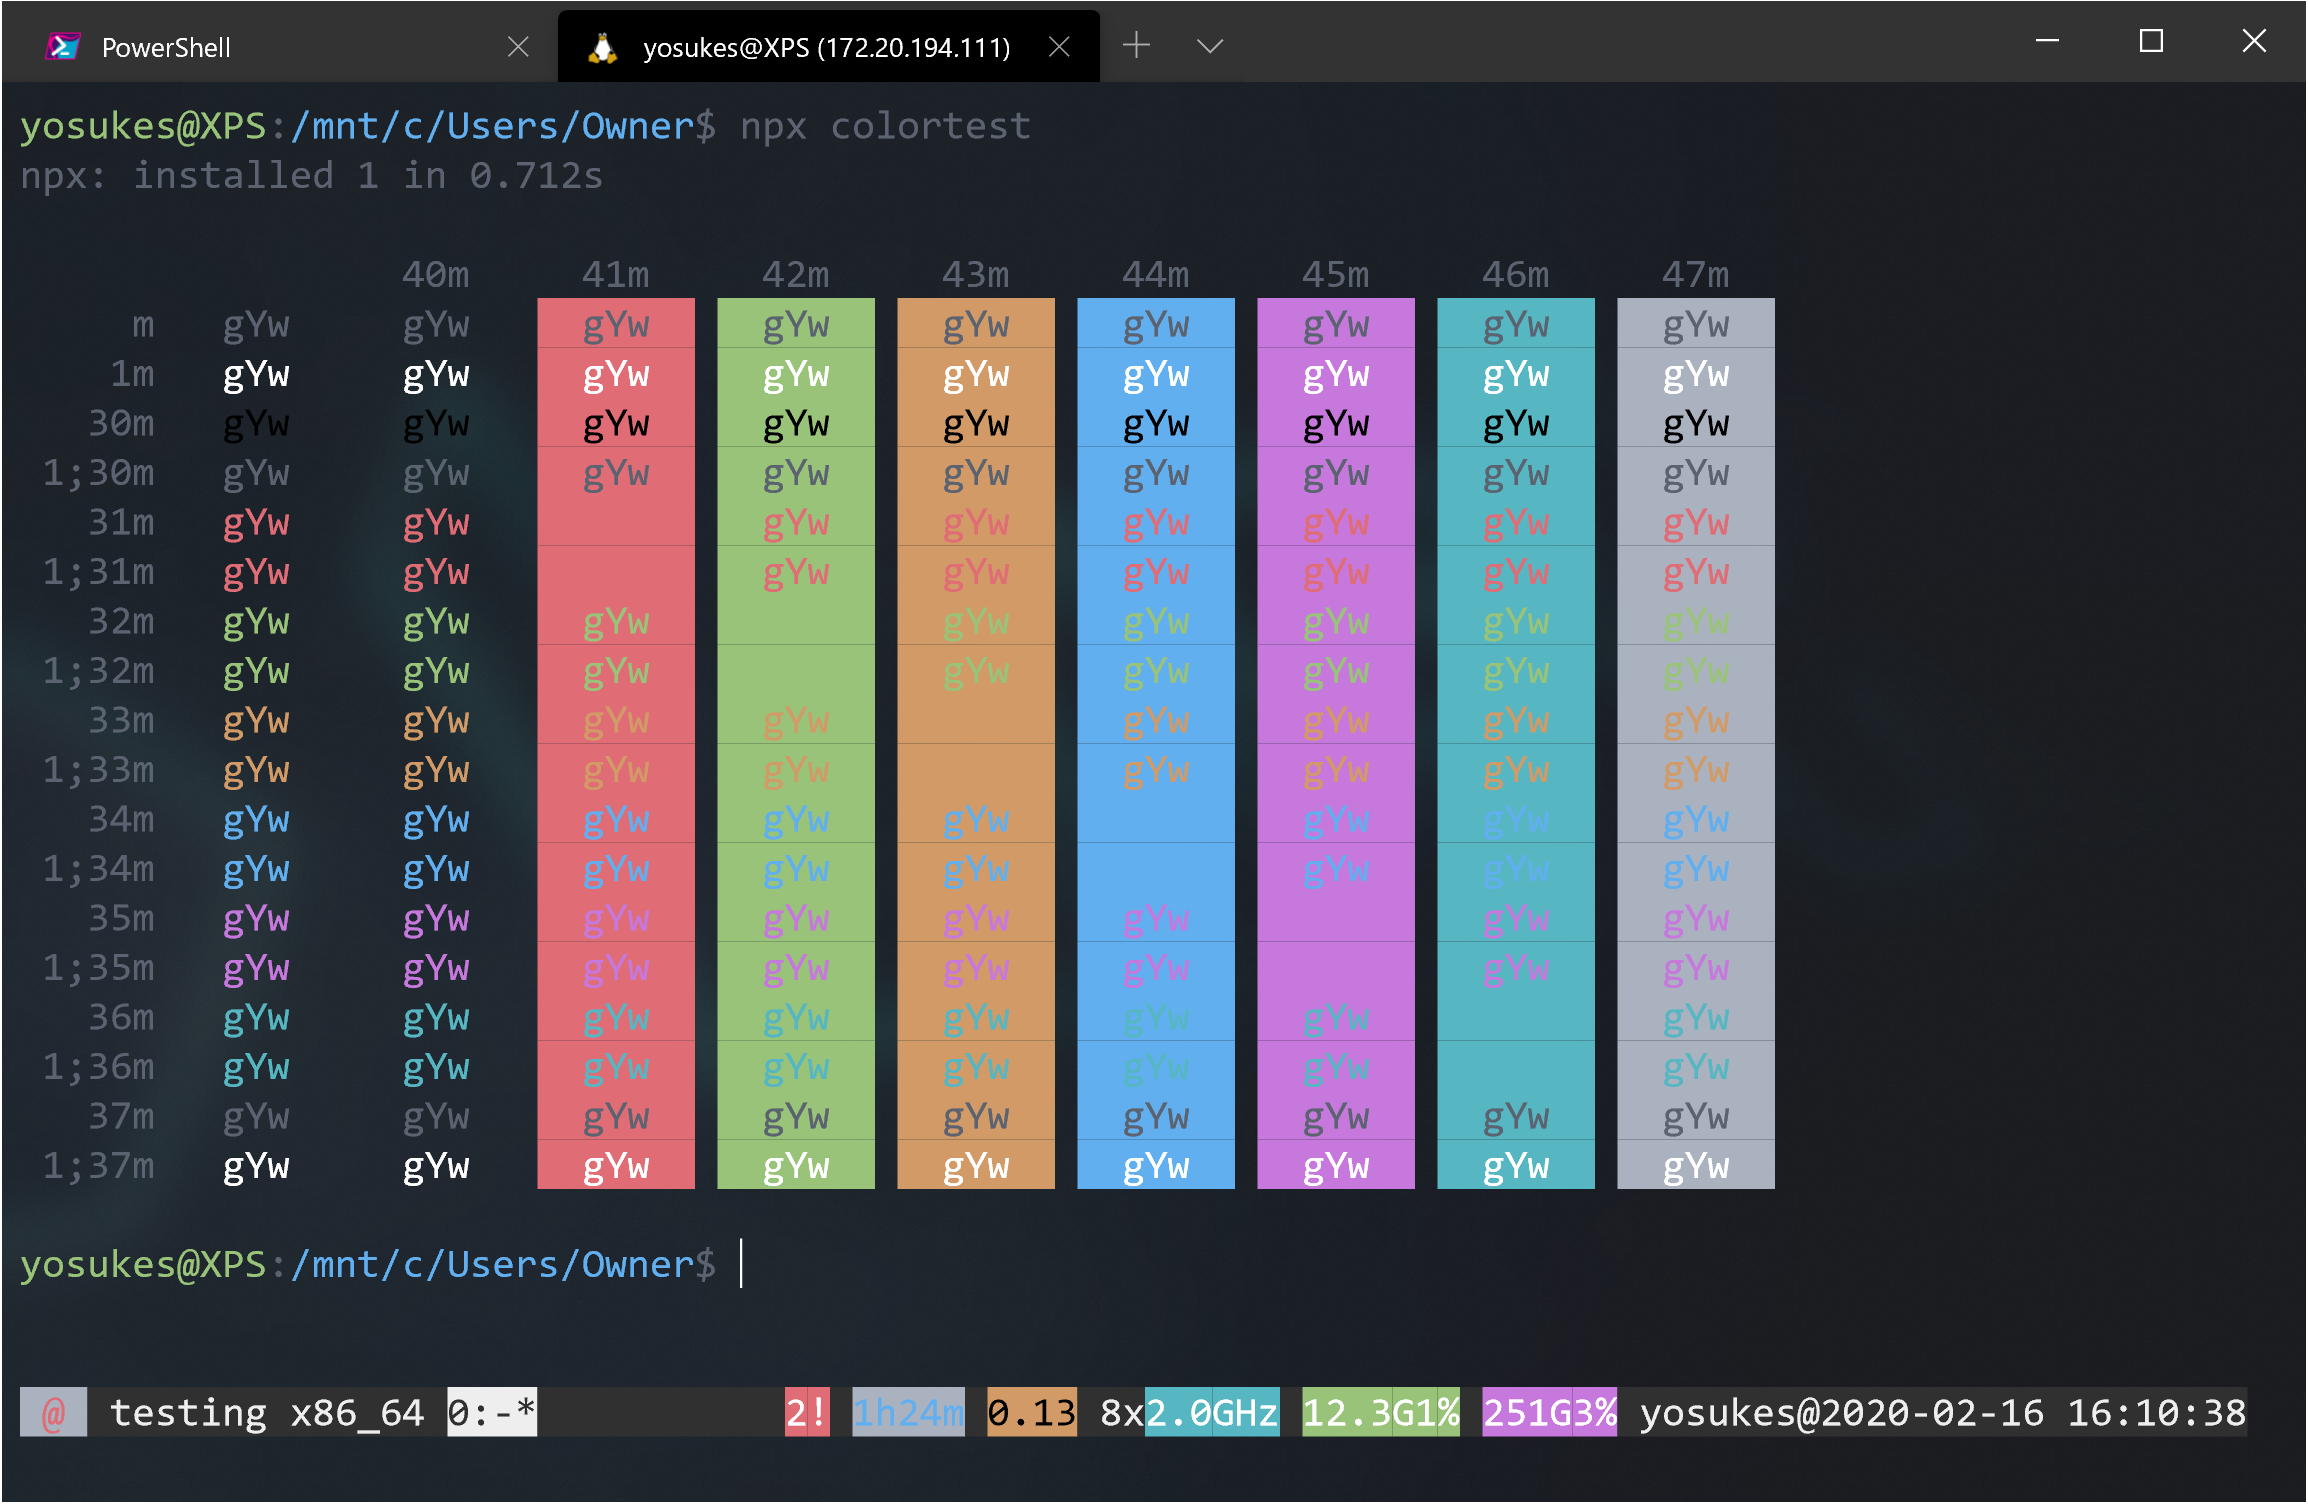 PowerShell
yosukes@XPS (172.20.194.111)
yosukes@XPS:/mnt/c/Users/Owner$ npx colortest
npx: installed 1 in 0.712s
40m 41m 42m 43m 44m 45m 46m 47m
m gYw gYw gYw gYw gYw gYw gYw gYw gYw
1m gYw gYw gYw gYw gYw gYw gYw gYw gYw
30m gYw gYw gYw gYw gYw gYw gYw gYw gYw
1;30m gYw gYw gYw gYw gYw gYw gYw gYw gYw
31m gYw gYw gYw gYw gYw gYw gYw gYw
1;31m gYw gYw gYw gYw gYw gYw gYw gYw
32m gYw gYw gYw gYw gYw gYw gYw gYw
1;32m gYw gYw gYw gYw gYw gYw gYw gYw
33m gYw gYw gYw gYw gYw gYw gYw gYw
1;33m gYw gYw gYw gYw gYw gYw gYw gYw
34m gYw gYw gYw gYw gYw gYw gYw gYw
1;34m gYw gYw gYw gYw gYw gYw gYw gYw
35m gYw gYw gYw gYw gYw gYw gYw gYw
1;35m gYw gYw gYw gYw gYw gYw gYw gYw
36m gYw gYw gYw gYw gYw gYw gYw gYw
1;36m gYw gYw gYw gYw gYw gYw gYw gYw
37m gYw gYw gYw gYw gYw gYw gYw gYw gYw
1;37m gYw gYw gYw gYw gYw gYw gYw gYw gYw
yosukes@XPS:/mnt/c/Users/Owner$
@ testing x86_64 0:-* 2! 1h24m 0.13 8x2.0GHz 12.3G1% 251G3% yosukes@2020-02-16 16:10:38